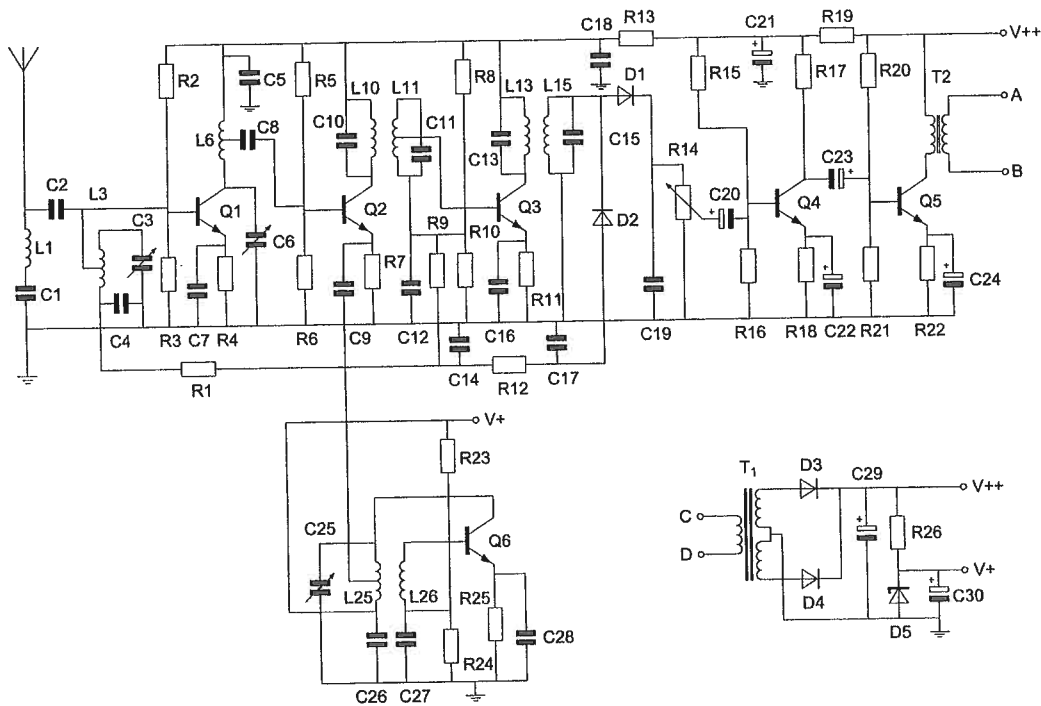 C18 R13 C21 R19
V++
R2 C5 R5 L10 L11 R8 L13 L15 D1 R15 R17 R20 T2
A
C10 C11 C15
L6 C8 C13 R14 C23
B
C2 L3 C20
Q1 Q2 Q3 Q4 Q5
C3 C6 R9 R10 D2
L1 R7
C1 R11 C24
C4 R3 C7 R4 R6 C9 C12 C16 C19 R16 R18 C22 R21 R22
R1 C14 R12 C17
V+
R23
T1 D3 C29
V++
C25 Q6 C
R26
D
V+
L25 L26 R25 D4 C30
C28 D5
R24
C26 C27
+ + + + + + +